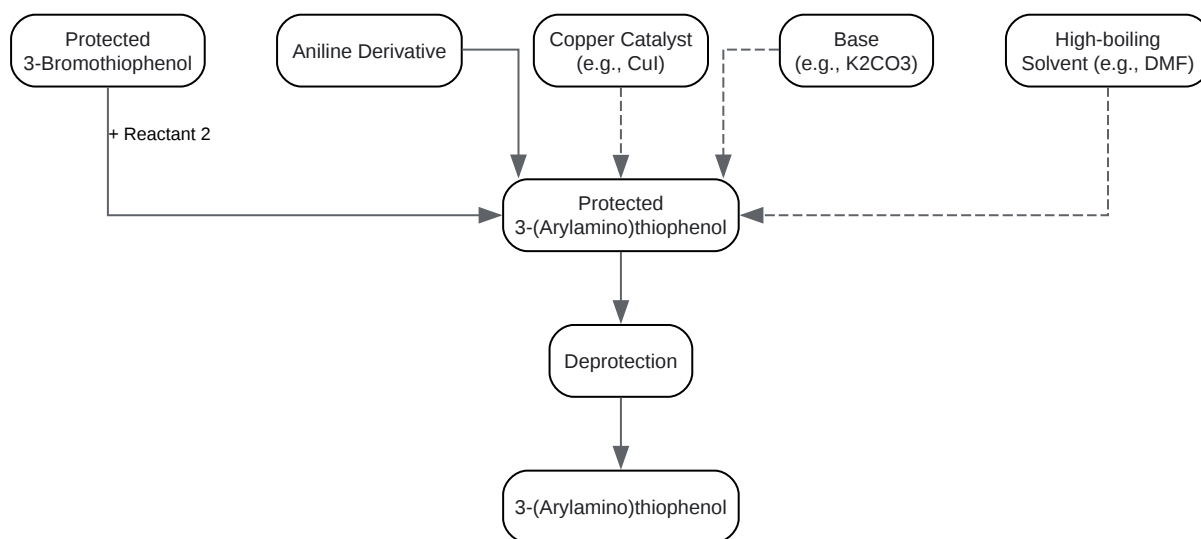 Protected
3-Bromothiophenol
Aniline Derivative
Copper Catalyst
(e.g., CuI)
Base
(e.g., K2CO3)
High-boiling
Solvent (e.g., DMF)
+ Reactant 2
Protected
3-(Arylamino)thiophenol
Deprotection
3-(Arylamino)thiophenol